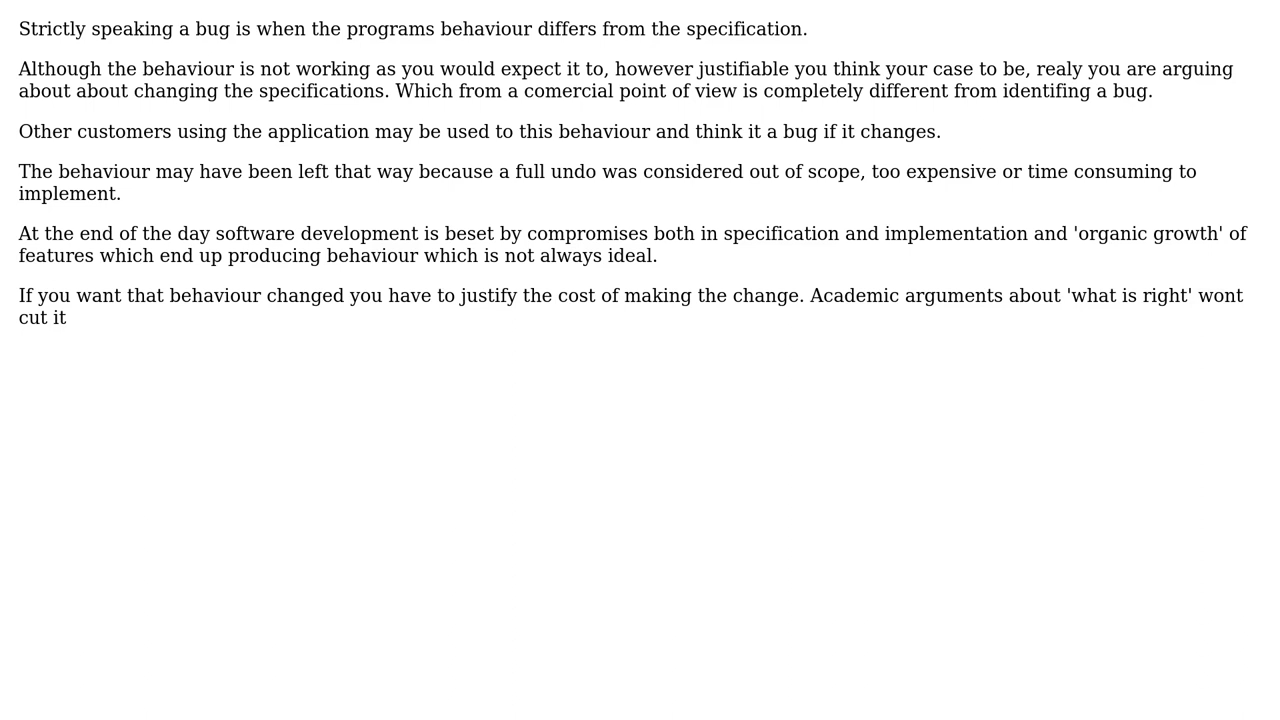 Strictly speaking a bug is when the programs behaviour differs from the specification.
Although the behaviour is not working as you would expect it to, however justifiable you think your case to be, realy you are arguing
about about changing the specifications. Which from a comercial point of view is completely different from identifing a bug.
Other customers using the application may be used to this behaviour and think it a bug if it changes.
The behaviour may have been left that way because a full undo was considered out of scope, too expensive or time consuming to
implement.
At the end of the day software development is beset by compromises both in specification and implementation and 'organic growth' of
features which end up producing behaviour which is not always ideal.
If you want that behaviour changed you have to justify the cost of making the change. Academic arguments about 'what is right' wont
cut it